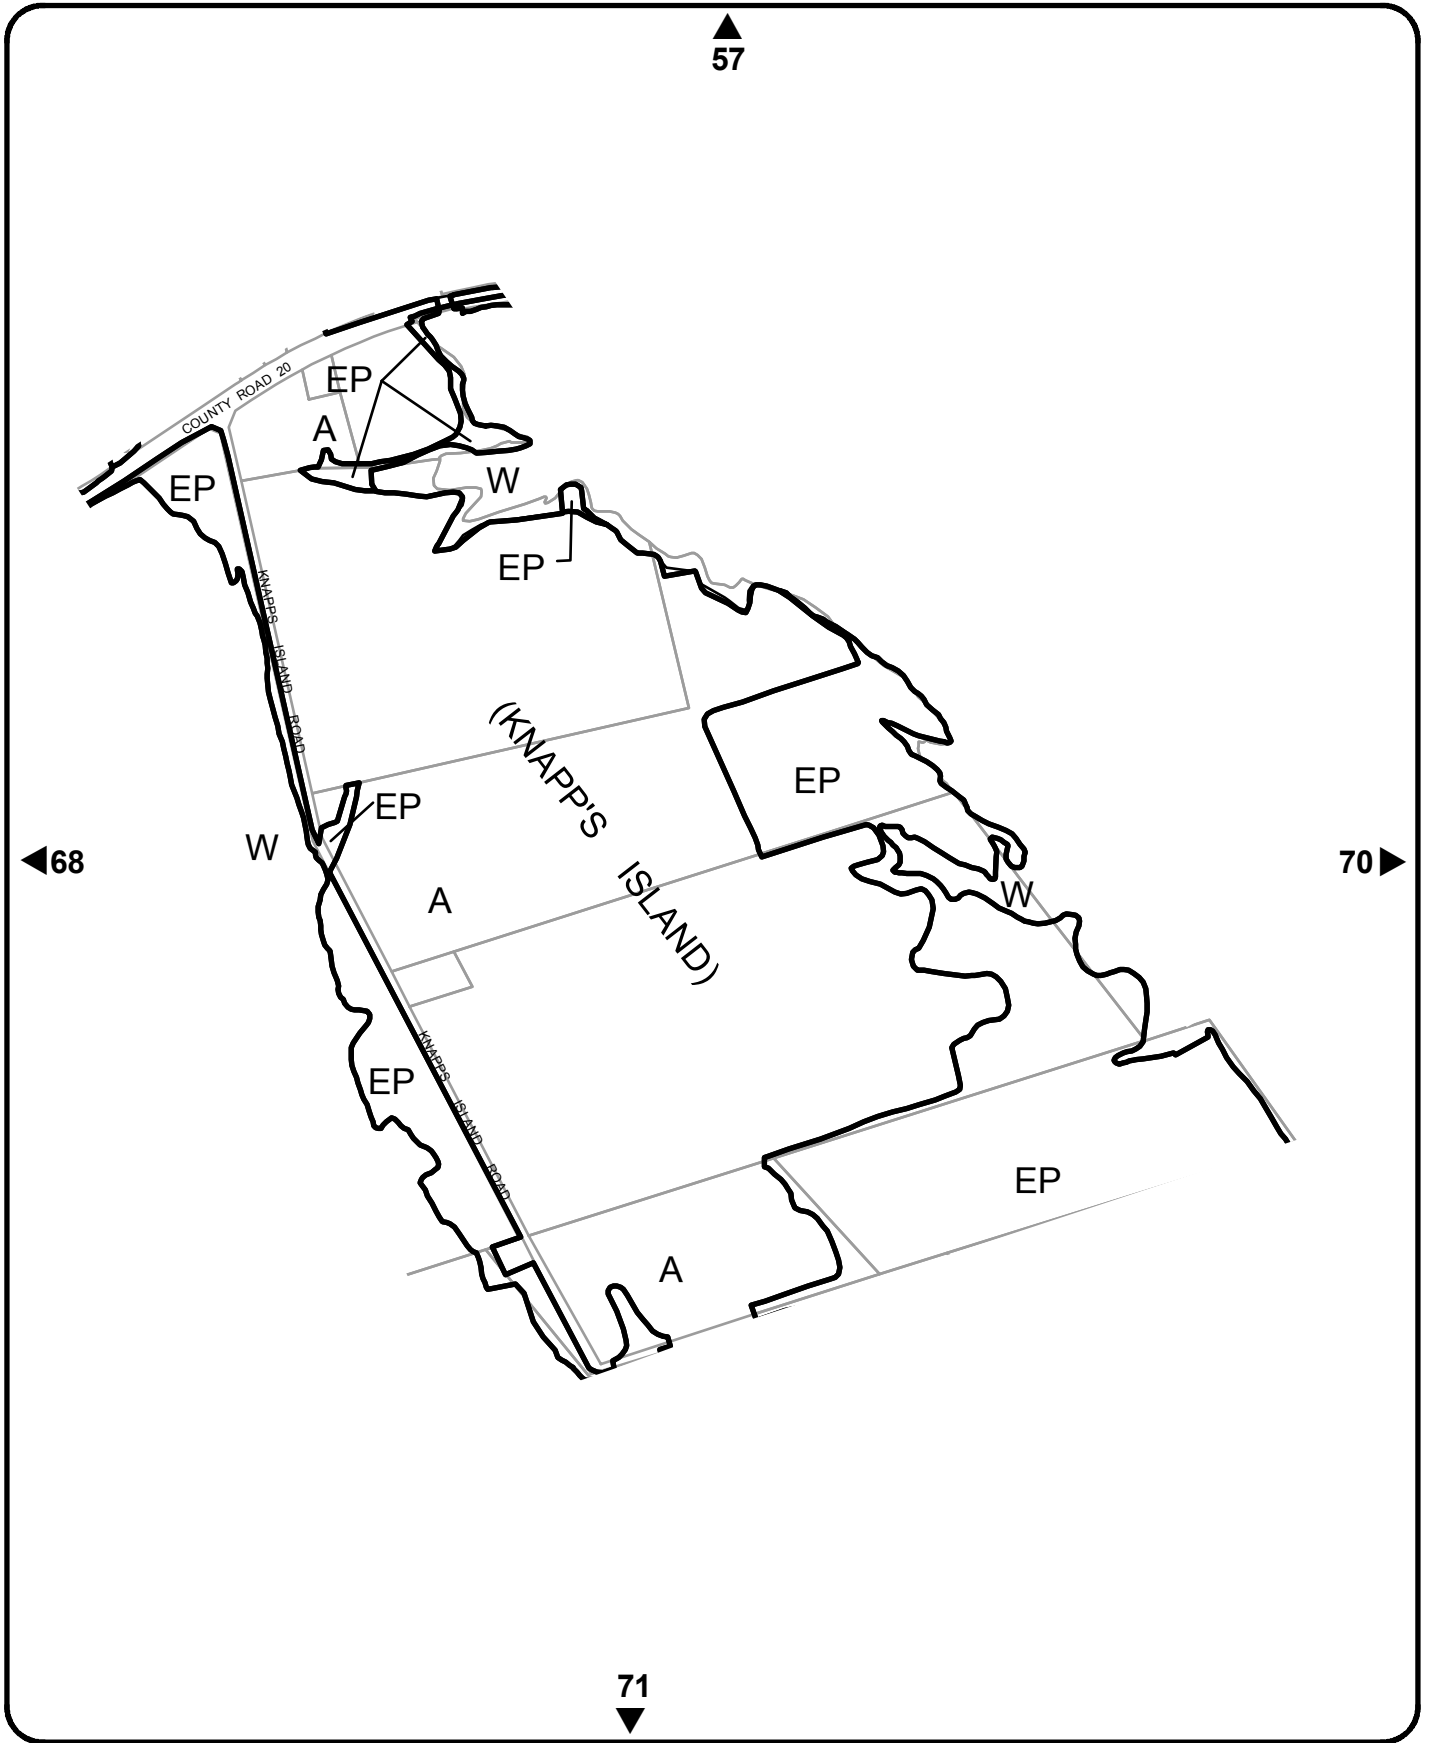 57
COUNTY ROAD 20
EP
A
EP
W
EP
KNAPPS ISLAND ROAD
(KNAPP'S ISLAND)
EP
EP
W
68
70
A
W
KNAPPS ISLAND ROAD
EP
EP
A
71